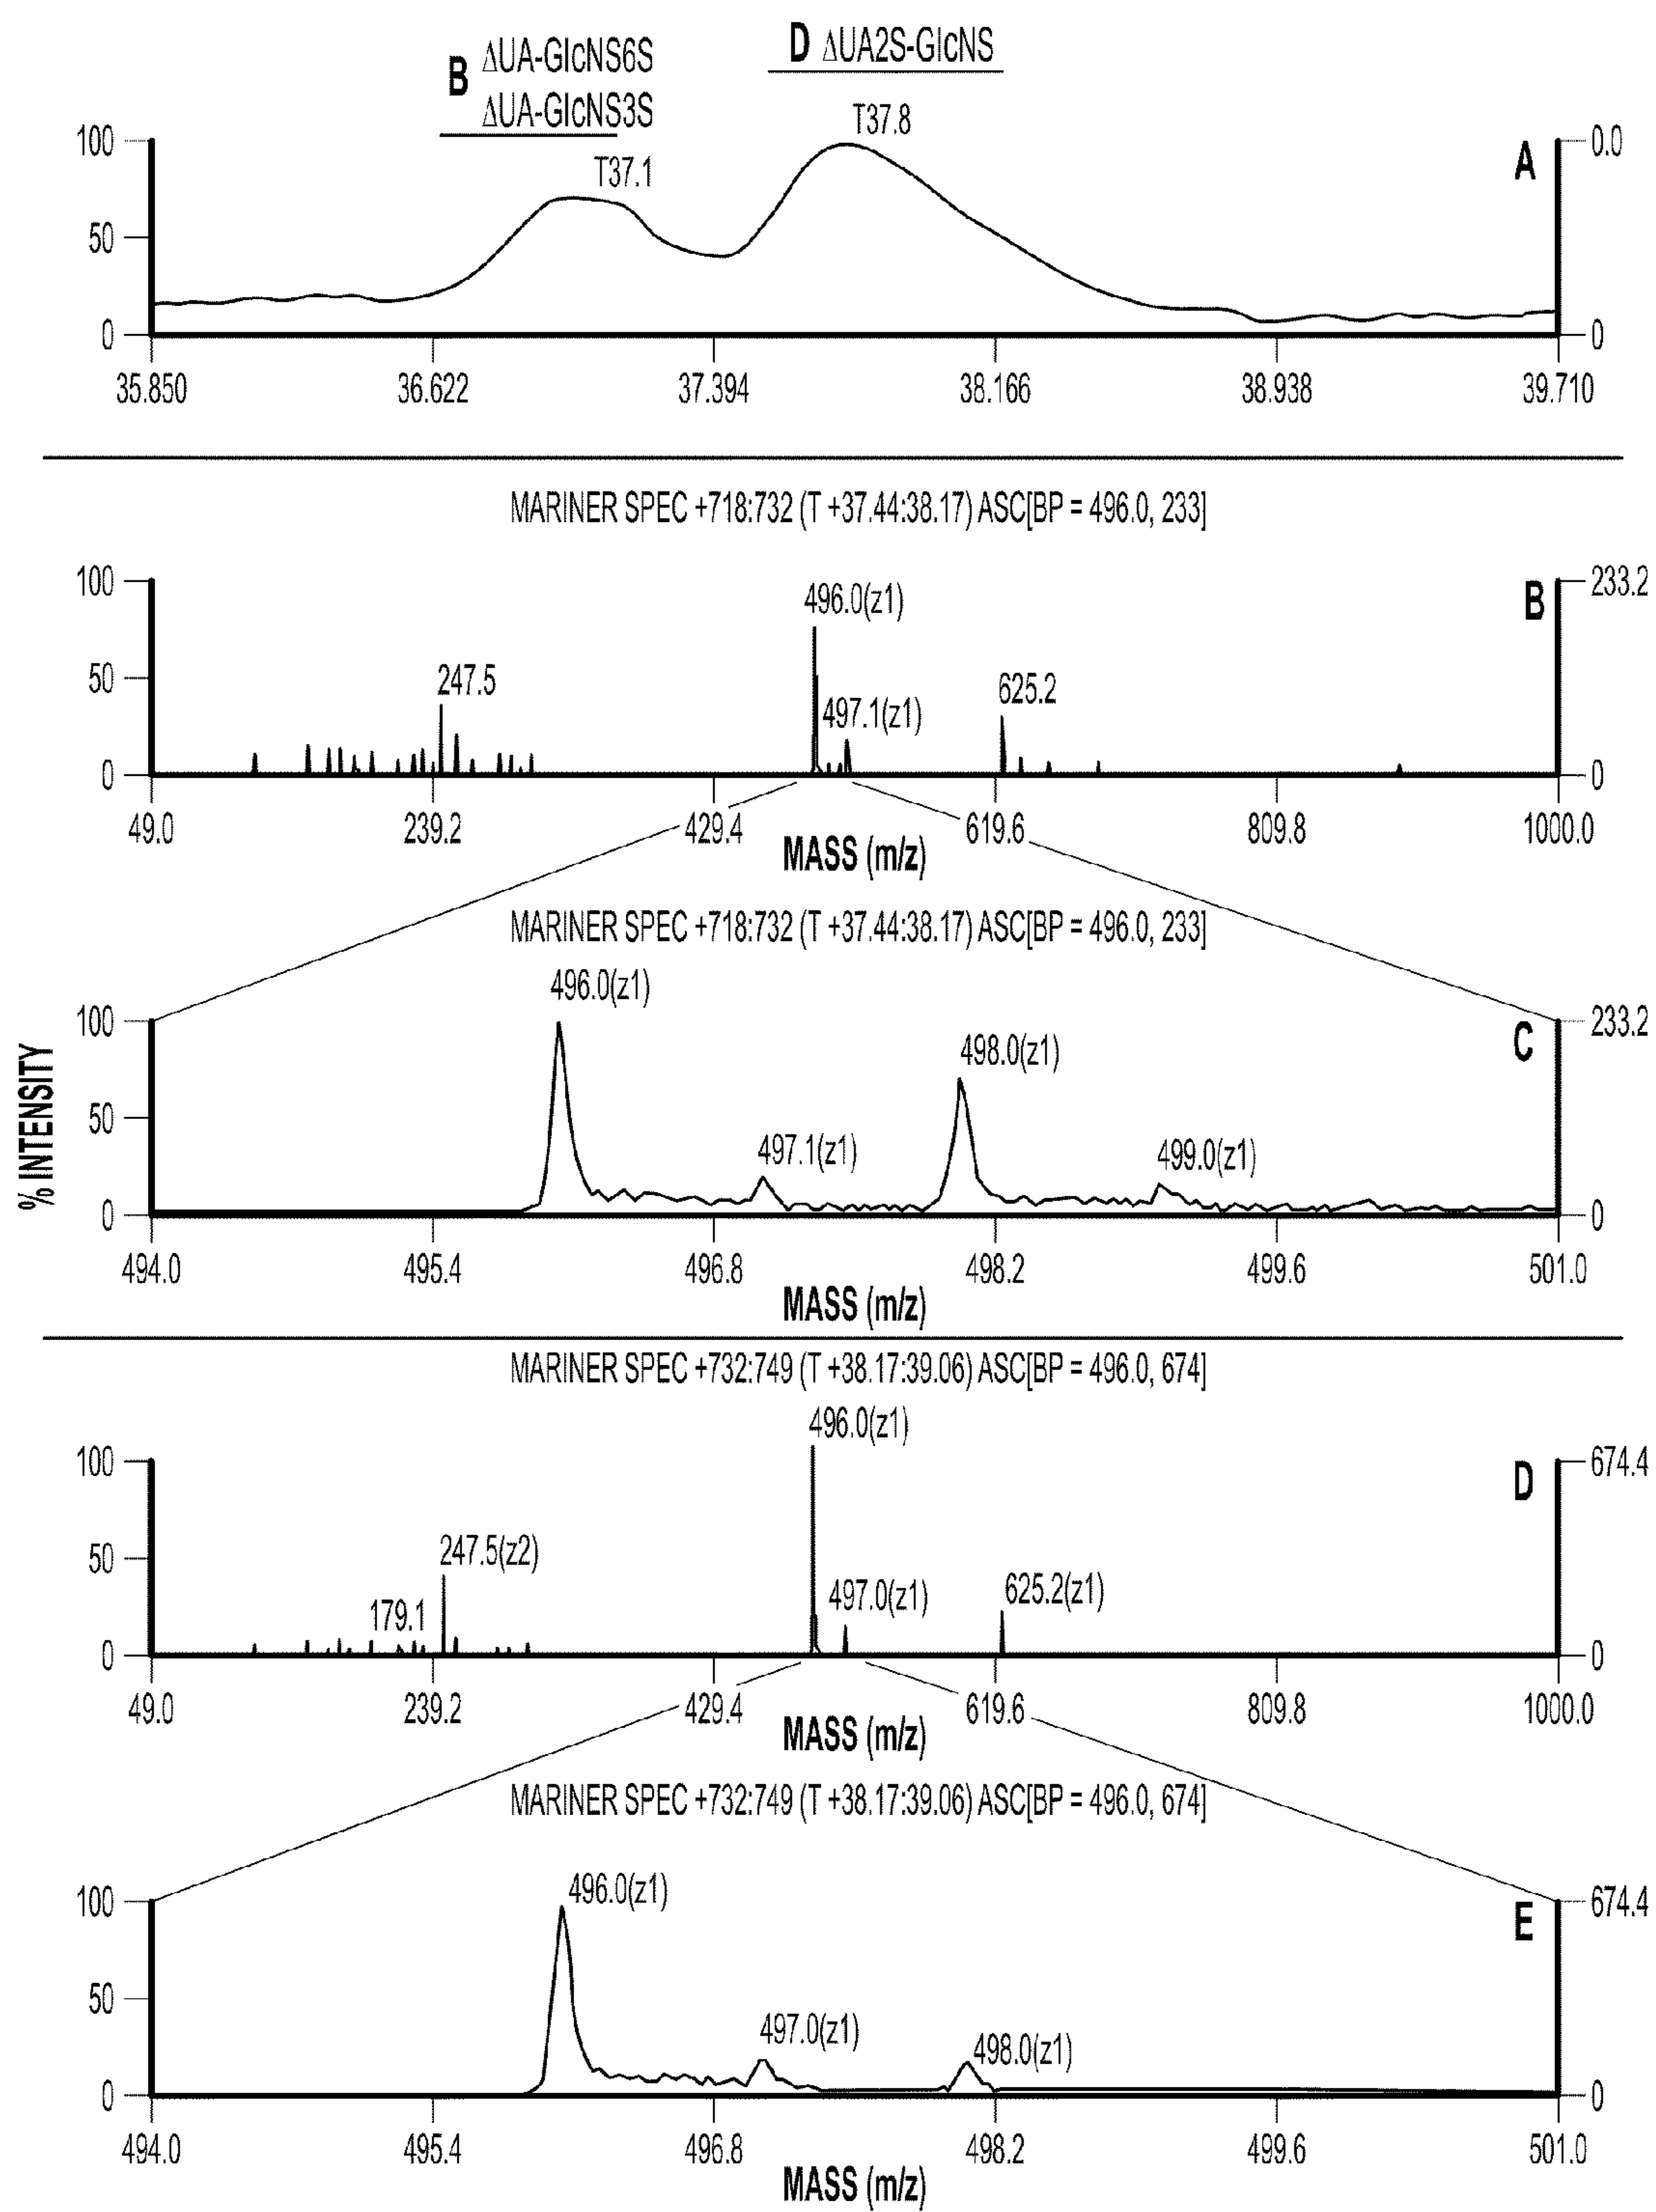 B ΔUA-GlcNS6S
ΔUA-GlcNS3S
D ΔUA2S-GlcNS
T37.1
T37.8
A
100
50
0
0.0
0
35.850 36.622 37.394 38.166 38.938 39.710
MARINER SPEC +718:732 (T +37.44:38.17) ASC[BP = 496.0, 233]
B
100
50
0
233.2
0
247.5
496.0(z1)
497.1(z1)
625.2
49.0 239.2 429.4 619.6 809.8 1000.0
MASS (m/z)
MARINER SPEC +718:732 (T +37.44:38.17) ASC[BP = 496.0, 233]
% INTENSITY
C
100
50
0
233.2
0
496.0(z1)
497.1(z1)
498.0(z1)
499.0(z1)
494.0 495.4 496.8 498.2 499.6 501.0
MASS (m/z)
MARINER SPEC +732:749 (T +38.17:39.06) ASC[BP = 496.0, 674]
D
100
50
0
674.4
0
179.1
247.5(z2)
496.0(z1)
497.0(z1)
625.2(z1)
49.0 239.2 429.4 619.6 809.8 1000.0
MASS (m/z)
MARINER SPEC +732:749 (T +38.17:39.06) ASC[BP = 496.0, 674]
E
100
50
0
674.4
0
496.0(z1)
497.0(z1)
498.0(z1)
494.0 495.4 496.8 498.2 499.6 501.0
MASS (m/z)